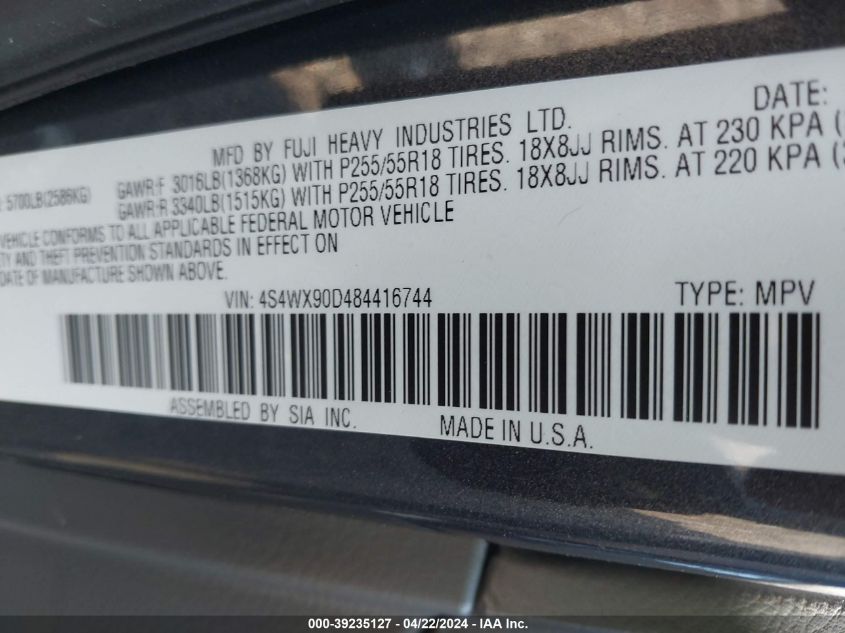 DATE:
MFD BY FUJI HEAVY INDUSTRIES LTD.
: 5700LB(2586KG) GAWR:F 3016LB(1368KG) WITH P255/55R18 TIRES. 18X8JJ RIMS. AT 230 KPA (
GAWR:R 3340LB(1515KG) WITH P255/55R18 TIRES. 18X8JJ RIMS. AT 220 KPA (
VEHICLE CONFORMS TO ALL APPLICABLE FEDERAL MOTOR VEHICLE
TY AND THEFT PREVENTION STANDARDS IN EFFECT ON
DATE OF MANUFACTURE SHOWN ABOVE.
VIN: 4S4WX90D484416744 TYPE: MPV
ASSEMBLED BY SIA INC. MADE IN U.S.A.
000-39235127 - 04/22/2024 - IAA Inc.